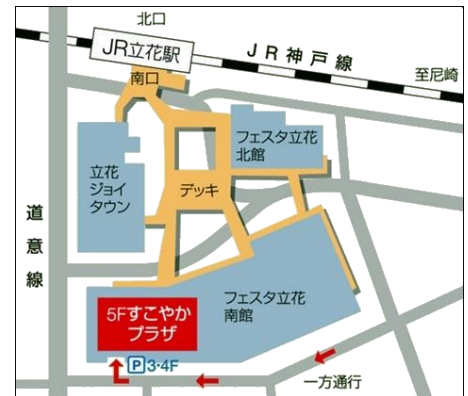 北口
JR立花駅
JR神戸線
南口
至尼崎
フェスタ立花
北館
立花
ジョイ
タウン
デッキ
道意線
フェスタ立花
南館
5Fすこやか
プラザ
P3・4F
一方通行